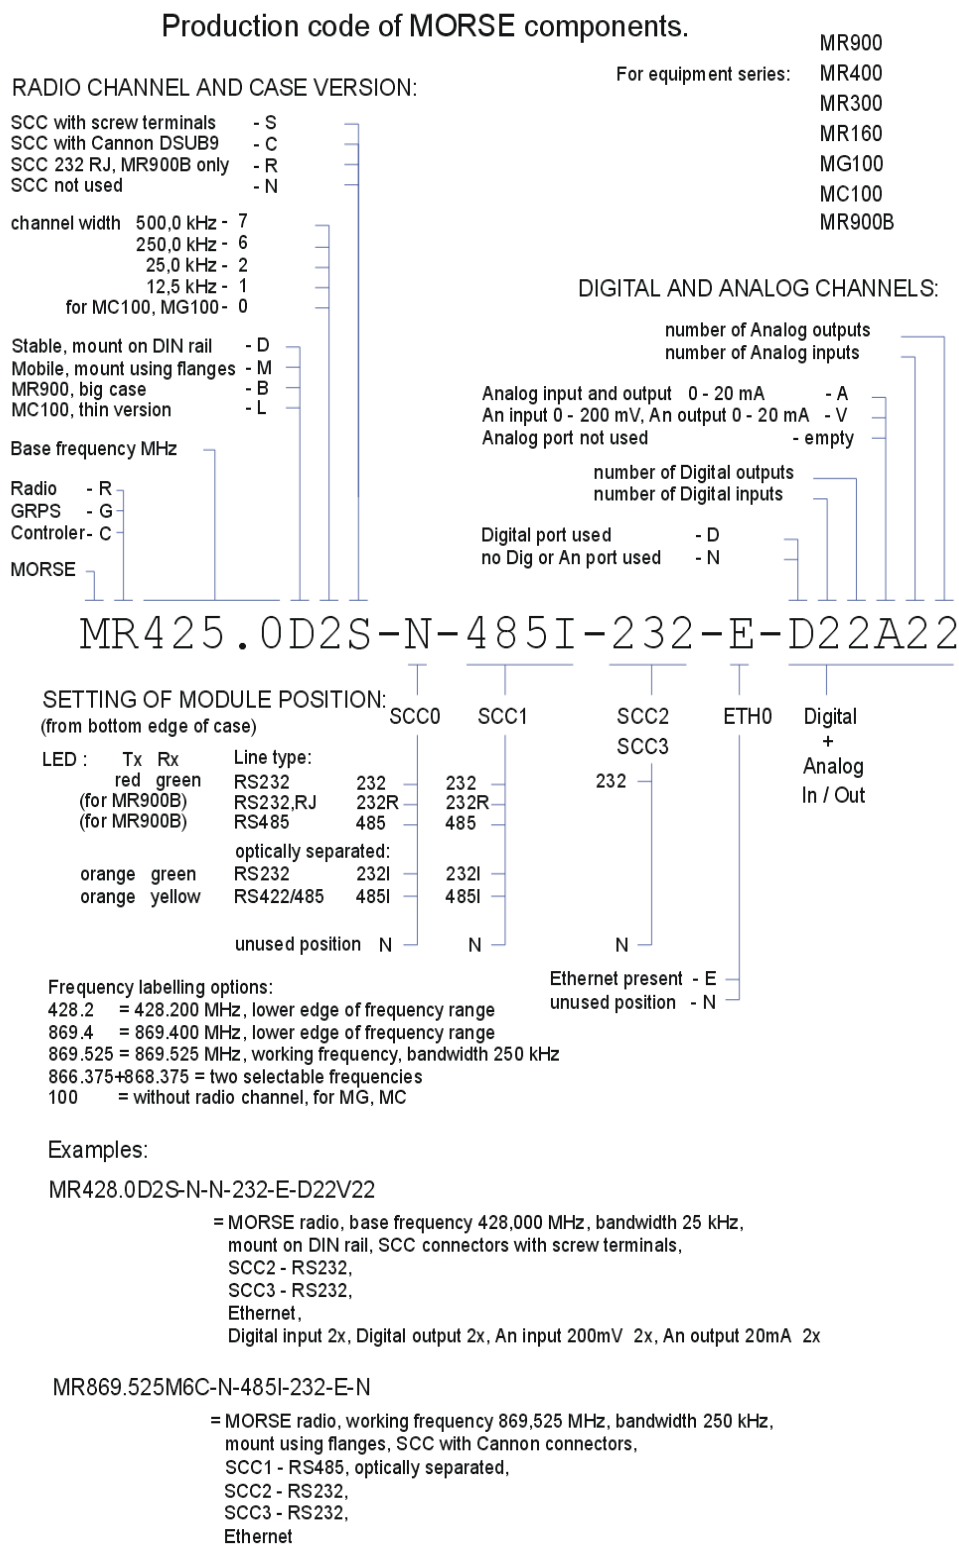 Production code of MORSE components.
For equipment series:
MR900
MR400
MR300
MR160
MG100
MC100
MR900B
RADIO CHANNEL AND CASE VERSION:
SCC with screw terminals - S
SCC with Cannon DSUB9 - C
SCC 232 RJ, MR900B only - R
SCC not used - N
channel width 500,0 kHz - 7
250,0 kHz - 6
25,0 kHz - 2
12,5 kHz - 1
for MC100, MG100 - 0
Stable, mount on DIN rail - D
Mobile, mount using flanges - M
MR900, big case - B
MC100, thin version - L
Base frequency MHz
Radio - R
GRPS - G
Controler - C
MORSE
DIGITAL AND ANALOG CHANNELS:
number of Analog outputs
number of Analog inputs
Analog input and output 0 - 20 mA - A
An input 0 - 200 mV, An output 0 - 20 mA - V
Analog port not used - empty
number of Digital outputs
number of Digital inputs
Digital port used - D
no Dig or An port used - N
MR425.0D2S-N-485I-232-E-D22A22
SETTING OF MODULE POSITION:
(from bottom edge of case)
SCC0 SCC1 SCC2 ETH0 Digital
SCC3 +
Analog
In / Out
LED : Tx Rx Line type:
red green RS232 232 232 232
(for MR900B) RS232,RJ 232R 232R
(for MR900B) RS485 485 485
optically separated:
orange green RS232 232I 232I
orange yellow RS422/485 485I 485I
unused position N N N
Ethernet present - E
unused position - N
Frequency labelling options:
428.2 = 428.200 MHz, lower edge of frequency range
869.4 = 869.400 MHz, lower edge of frequency range
869.525 = 869.525 MHz, working frequency, bandwidth 250 kHz
866.375+868.375 = two selectable frequencies
100 = without radio channel, for MG, MC
Examples:
MR428.0D2S-N-N-232-E-D22V22
= MORSE radio, base frequency 428,000 MHz, bandwidth 25 kHz,
mount on DIN rail, SCC connectors with screw terminals,
SCC2 - RS232,
SCC3 - RS232,
Ethernet,
Digital input 2x, Digital output 2x, An input 200mV 2x, An output 20mA 2x
MR869.525M6C-N-485I-232-E-N
= MORSE radio, working frequency 869,525 MHz, bandwidth 250 kHz,
mount using flanges, SCC with Cannon connectors,
SCC1 - RS485, optically separated,
SCC2 - RS232,
SCC3 - RS232,
Ethernet